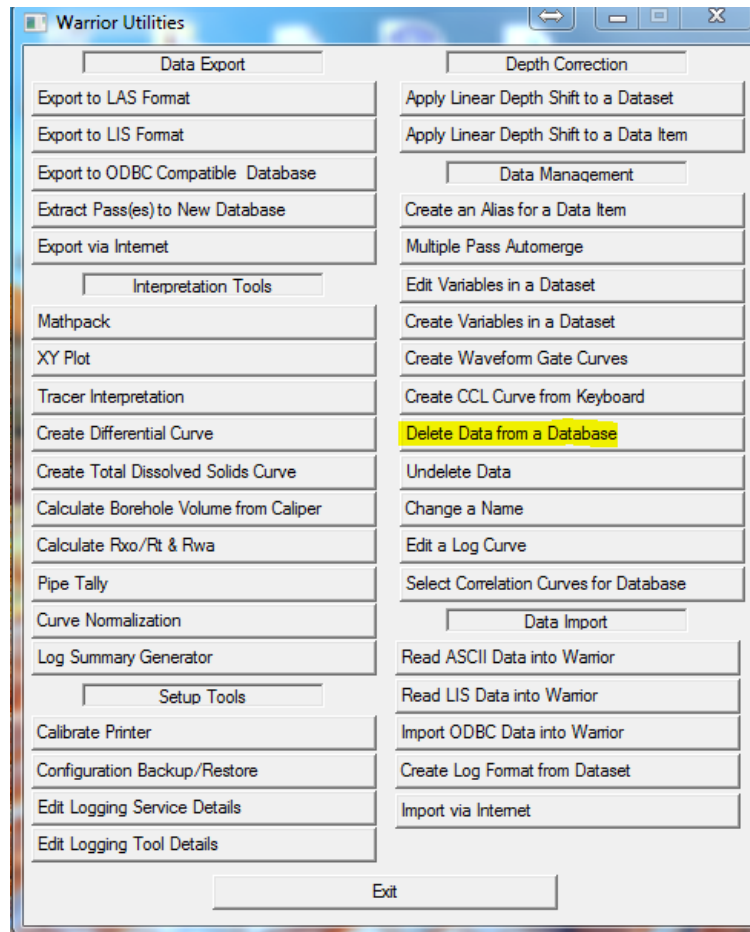 Warrior Utilities
Data Export
Export to LAS Format
Export to LIS Format
Export to ODBC Compatible Database
Extract Pass(es) to New Database
Export via Internet
Interpretation Tools
Mathpack
XY Plot
Tracer Interpretation
Create Differential Curve
Create Total Dissolved Solids Curve
Calculate Borehole Volume from Caliper
Calculate Rxo/Rt & Rwa
Pipe Tally
Curve Normalization
Log Summary Generator
Setup Tools
Calibrate Printer
Configuration Backup/Restore
Edit Logging Service Details
Edit Logging Tool Details
Depth Correction
Apply Linear Depth Shift to a Dataset
Apply Linear Depth Shift to a Data Item
Data Management
Create an Alias for a Data Item
Multiple Pass Automerge
Edit Variables in a Dataset
Create Variables in a Dataset
Create Waveform Gate Curves
Create CCL Curve from Keyboard
Delete Data from a Database
Undelete Data
Change a Name
Edit a Log Curve
Select Correlation Curves for Database
Data Import
Read ASCII Data into Warrior
Read LIS Data into Warrior
Import ODBC Data into Warrior
Create Log Format from Dataset
Import via Internet
Exit